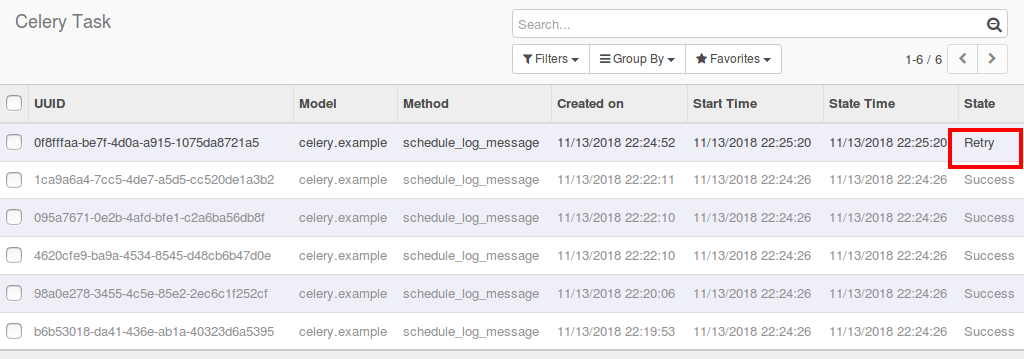 Celery Task
Search...
Filters Group By Favorites 1-6 / 6
UUID Model Method Created on Start Time State Time State
0f8fffaa-be7f-4d0a-a915-1075da8721a5 celery.example schedule_log_message 11/13/2018 22:24:52 11/13/2018 22:25:20 11/13/2018 22:25:20 Retry
1ca9a6a4-7cc5-4de7-a5d5-cc520de1a3b2 celery.example schedule_log_message 11/13/2018 22:22:11 11/13/2018 22:24:26 11/13/2018 22:24:26 Success
095a7671-0e2b-4afd-bfe1-c2a6ba56db8f celery.example schedule_log_message 11/13/2018 22:22:10 11/13/2018 22:24:26 11/13/2018 22:24:26 Success
4620cfe9-ba9a-4534-8545-d48cb6b47d0e celery.example schedule_log_message 11/13/2018 22:22:10 11/13/2018 22:24:26 11/13/2018 22:24:26 Success
98a0e278-3455-4c5e-85e2-2ec6c1f252cf celery.example schedule_log_message 11/13/2018 22:20:06 11/13/2018 22:24:26 11/13/2018 22:24:26 Success
b6b53018-da41-436e-ab1a-40323d6a5395 celery.example schedule_log_message 11/13/2018 22:19:53 11/13/2018 22:24:26 11/13/2018 22:24:26 Success